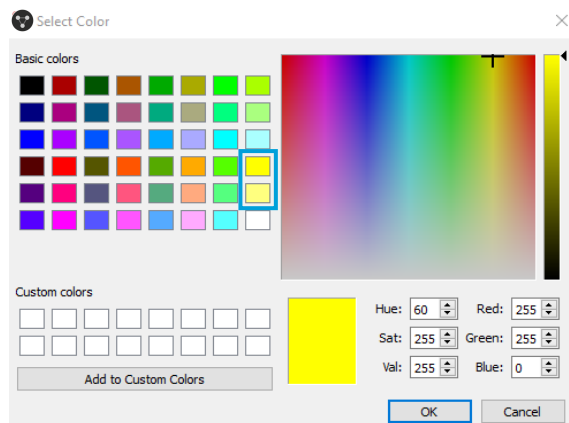 Select Color
Basic colors
Custom colors
Add to Custom Colors
Hue: 60 Red: 255
Sat: 255 Green: 255
Val: 255 Blue: 0
OK Cancel